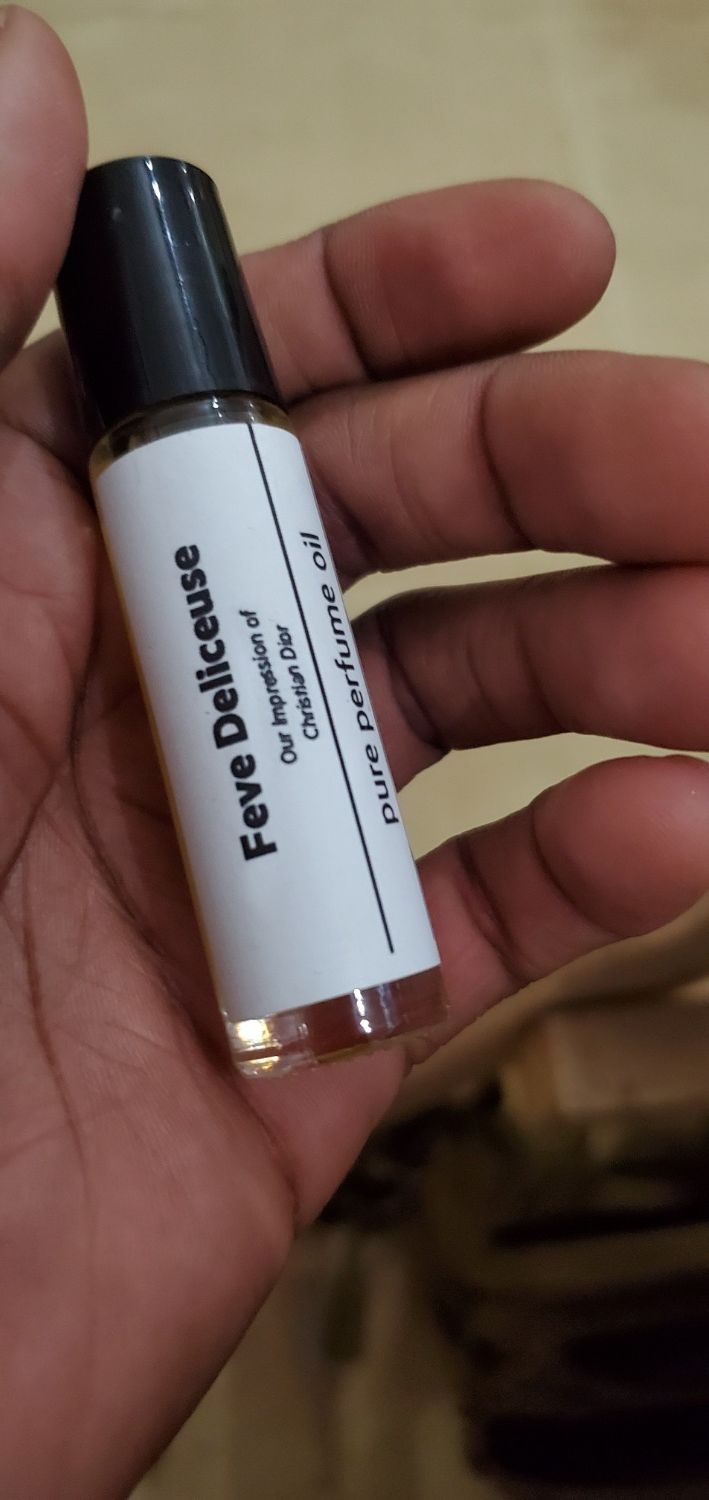 Feve Deliceuse
Our Impression of
Christian Dior
pure perfume oil